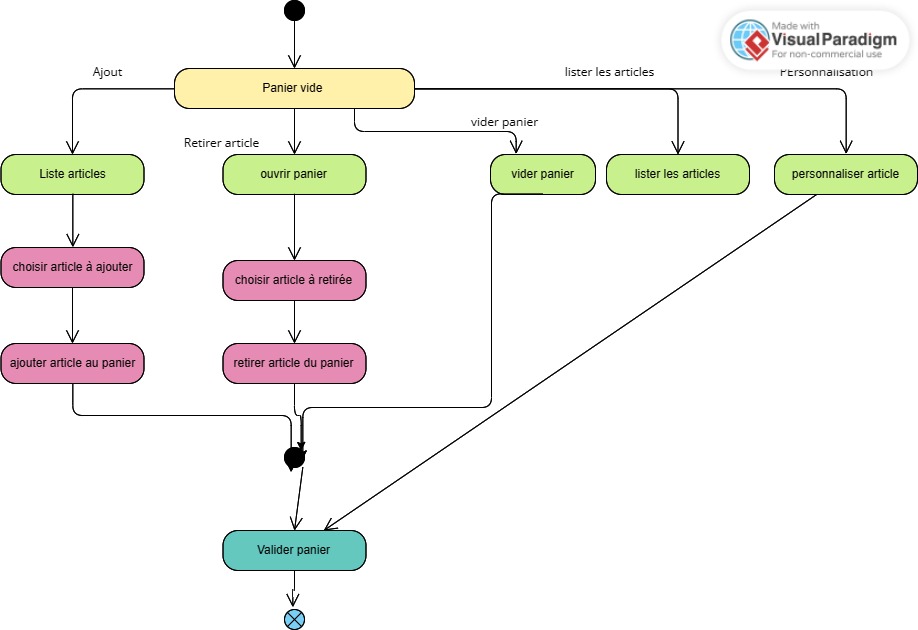 Made with
VisualParadigm
For non-commercial use
Ajout
lister les articles
PErsonnalisation
Panier vide
vider panier
Retirer article
Liste articles
ouvrir panier
vider panier
lister les articles
personnaliser article
choisir article à ajouter
choisir article à retirée
ajouter article au panier
retirer article du panier
Valider panier